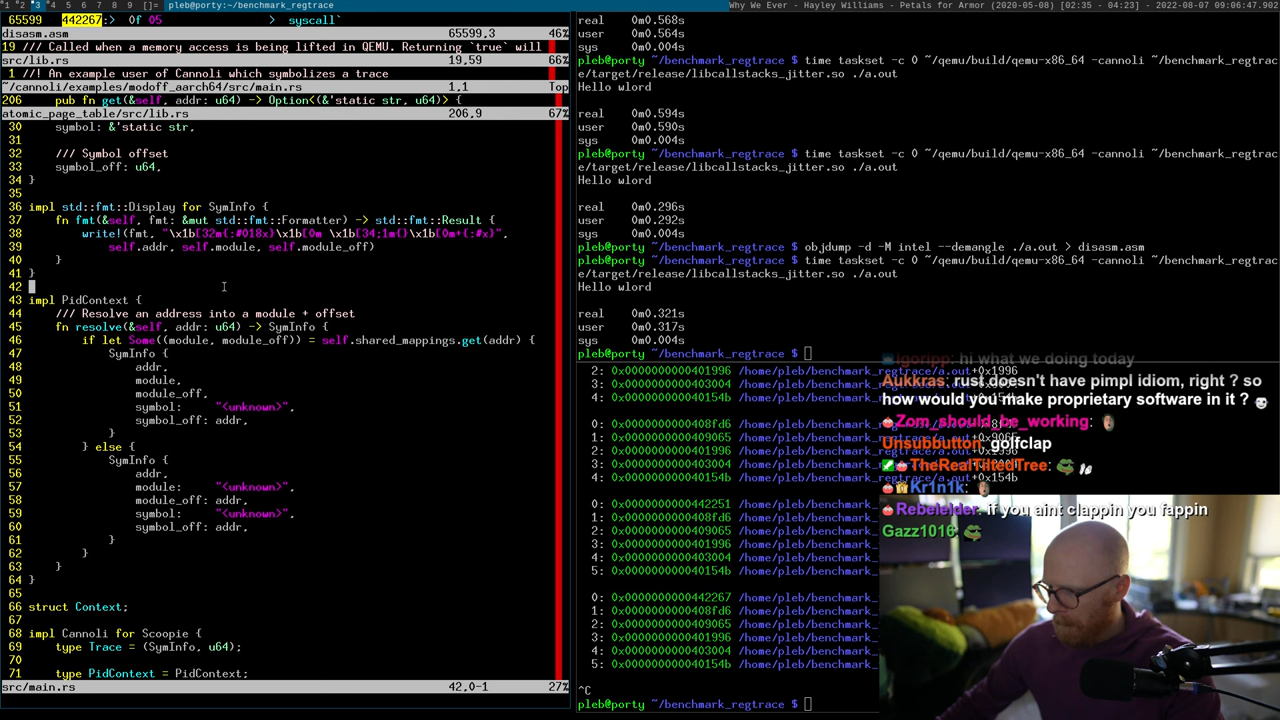 *1 *2 *3 *4 5 6 7 8 9 []= pleb@porty:~/benchmark_regtrace
Why We Ever - Hayley Williams - Petals for Armor (2020-05-08) [02:35 - 04:23] - 2022-08-07 09:06:47.902
65599 442267:> 0f 05 > syscall`
disasm.asm 65599,3 46%
19 /// Called when a memory access is being lifted in QEMU. Returning `true` will
src/lib.rs 19,59 66%
1 //! An example user of Cannoli which symbolizes a trace
~/cannoli/examples/modoff_aarch64/src/main.rs 1,1 Top
206 pub fn get(&self, addr: u64) -> Option<(&'static str, u64)> {
atomic_page_table/src/lib.rs 206,9 67%
30 symbol: &'static str,
31
32 /// Symbol offset
33 symbol_off: u64,
34 }
35
36 impl std::fmt::Display for SymInfo {
37 fn fmt(&self, fmt: &mut std::fmt::Formatter) -> std::fmt::Result {
38 write!(fmt, "\x1b[32m{:#018x}\x1b[0m \x1b[34;1m{}\x1b[0m+{:#x}",
39 self.addr, self.module, self.module_off)
40 }
41 }
42
43 impl PidContext {
44 /// Resolve an address into a module + offset
45 fn resolve(&self, addr: u64) -> SymInfo {
46 if let Some((module, module_off)) = self.shared_mappings.get(addr) {
47 SymInfo {
48 addr,
49 module,
50 module_off,
51 symbol: "<unknown>",
52 symbol_off: addr,
53 }
54 } else {
55 SymInfo {
56 addr,
57 module: "<unknown>",
58 module_off: addr,
59 symbol: "<unknown>",
60 symbol_off: addr,
61 }
62 }
63 }
64 }
65
66 struct Context;
67
68 impl Cannoli for Scoopie {
69 type Trace = (SymInfo, u64);
70
71 type PidContext = PidContext;
src/main.rs 42,0-1 27%
real 0m0.568s
user 0m0.564s
sys 0m0.004s
pleb@porty ~/benchmark_regtrace $ time taskset -c 0 ~/qemu/build/qemu-x86_64 -cannoli ~/benchmark_regtrac
e/target/release/libcallstacks_jitter.so ./a.out
Hello wlord
real 0m0.594s
user 0m0.590s
sys 0m0.004s
pleb@porty ~/benchmark_regtrace $ time taskset -c 0 ~/qemu/build/qemu-x86_64 -cannoli ~/benchmark_regtrac
e/target/release/libcallstacks_jitter.so ./a.out
Hello wlord
real 0m0.296s
user 0m0.292s
sys 0m0.004s
pleb@porty ~/benchmark_regtrace $ objdump -d -M intel --demangle ./a.out > disasm.asm
pleb@porty ~/benchmark_regtrace $ time taskset -c 0 ~/qemu/build/qemu-x86_64 -cannoli ~/benchmark_regtrac
e/target/release/libcallstacks_jitter.so ./a.out
Hello wlord
real 0m0.321s
user 0m0.317s
sys 0m0.004s
pleb@porty ~/benchmark_regtrace $
2: 0x0000000000401996 /home/pleb/benchmark_regtrace/a.out+0x1996
3: 0x0000000000403004 /home/pleb/benchmark_
4: 0x000000000040154b /home/pleb/benchmark_
0: 0x0000000000408fd6 /home/pleb/benchmark_
1: 0x0000000000409065 /home/pleb/benchmark_
2: 0x0000000000401996 /home/pleb/benchmark_
3: 0x0000000000403004 /home/pleb/benchmark_
4: 0x000000000040154b /home/pleb/benchmark_
0: 0x0000000000442251 /home/pleb/benchmark_
1: 0x0000000000408fd6 /home/pleb/benchmark_
2: 0x0000000000409065 /home/pleb/benchmark_
3: 0x0000000000401996 /home/pleb/benchmark_
4: 0x0000000000403004 /home/pleb/benchmark_
5: 0x000000000040154b /home/pleb/benchmark_
0: 0x0000000000442267 /home/pleb/benchmark_
1: 0x0000000000408fd6 /home/pleb/benchmark_
2: 0x0000000000409065 /home/pleb/benchmark_
3: 0x0000000000401996 /home/pleb/benchmark_
4: 0x0000000000403004 /home/pleb/benchmark_
5: 0x000000000040154b /home/pleb/benchmark_
^C
pleb@porty ~/benchmark_regtrace $
Igoripp: hi what we doing today
Aukkras: rust doesn't have pimpl idiom, right ? so
how would you make proprietary software in it ?
Zom_should_be_working:
Unsubbutton: golfclap
TheRealTiltedTree:
Kr1n1k:
Rebelelder: if you aint clappin you fappin
Gazz1016: